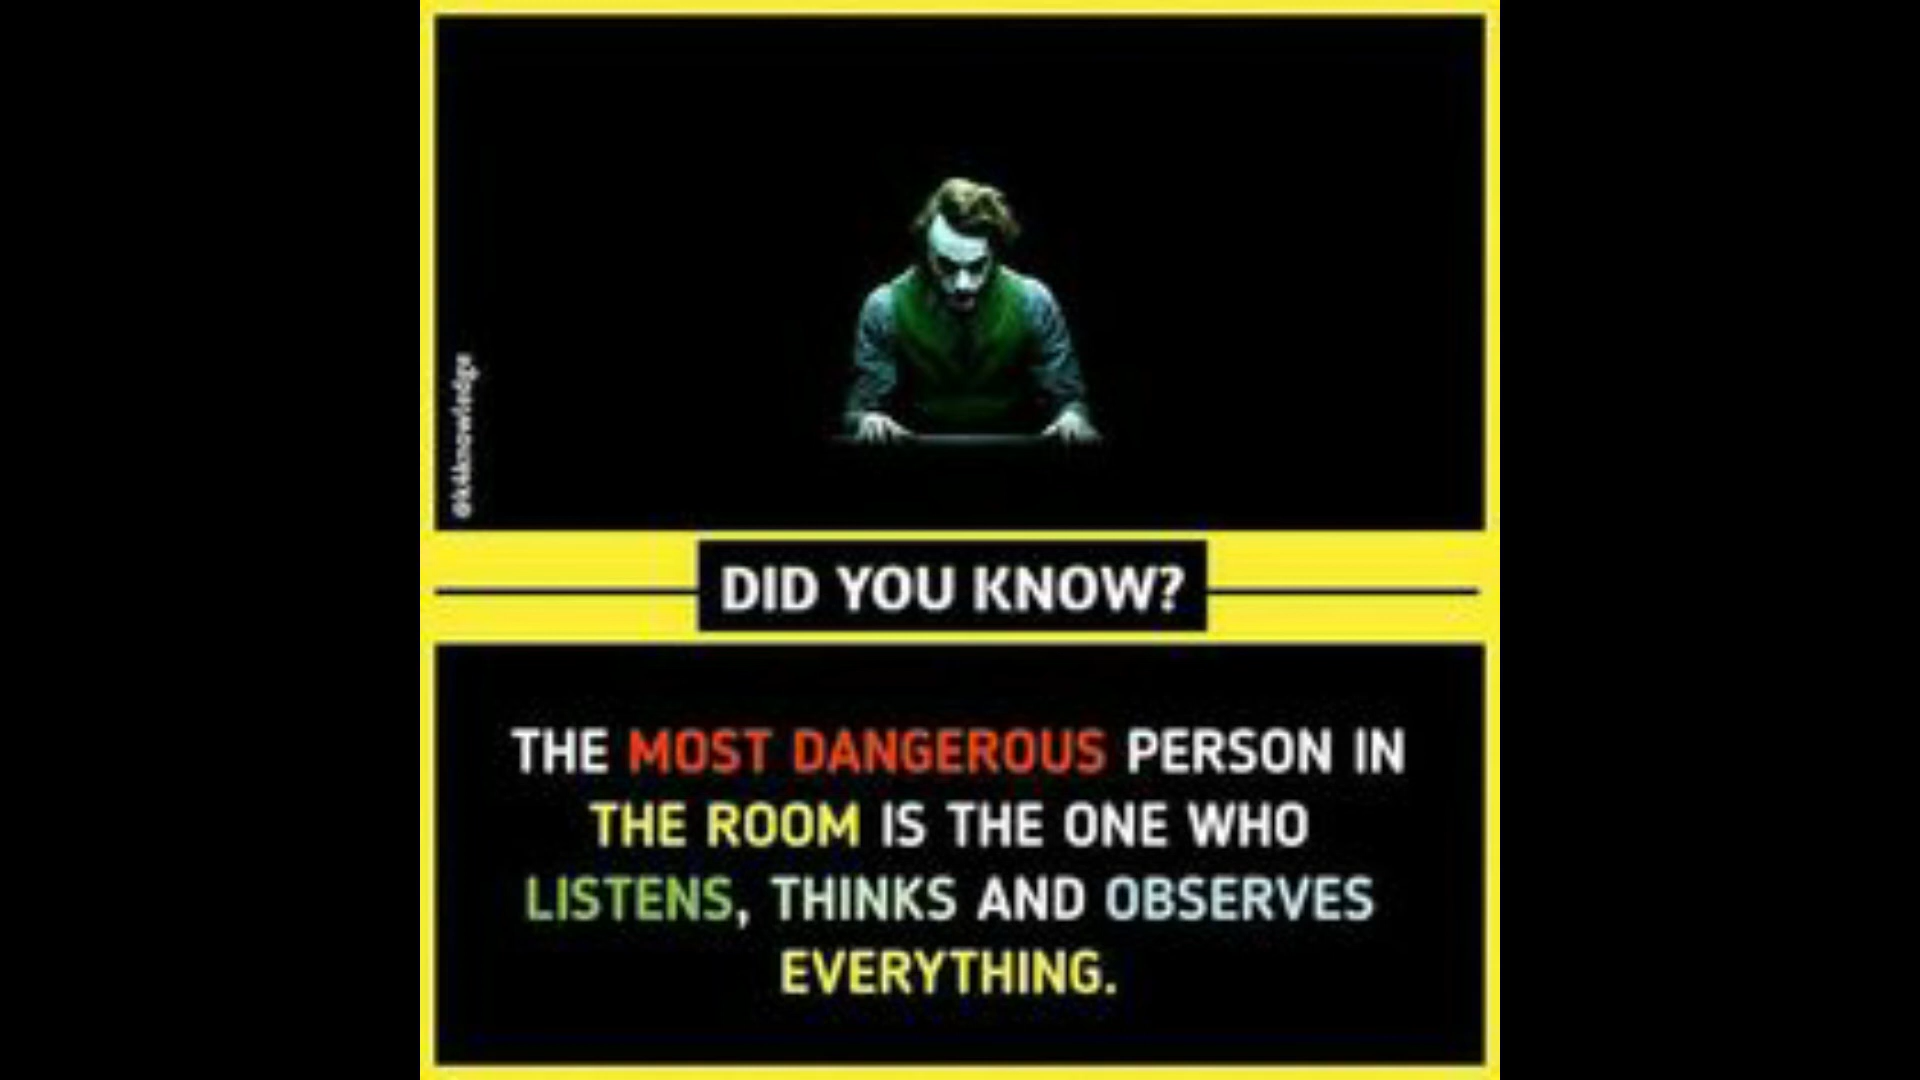 DID YOU KNOW?
THE MOST DANGEROUS PERSON IN
THE ROOM IS THE ONE WHO
LISTENS, THINKS AND OBSERVES
EVERYTHING.